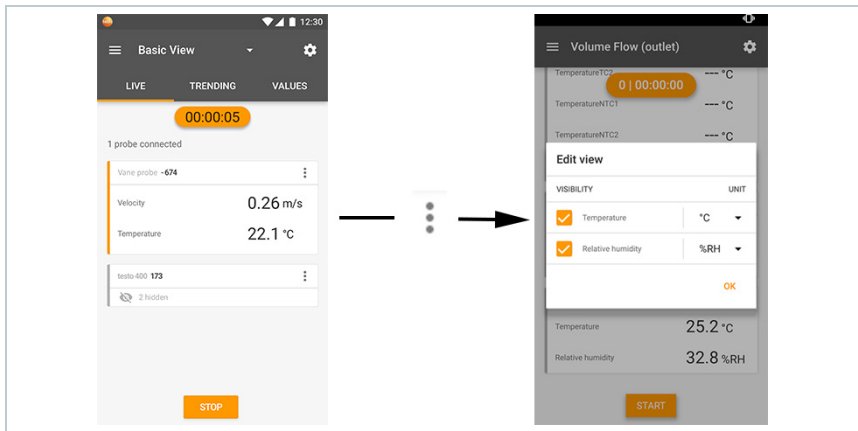 12:30
Basic View
LIVE TRENDING VALUES
00:00:05
1 probe connected
Vane probe -674
Velocity 0.26 m/s
Temperature 22.1 °C
testo 400 173
2 hidden
STOP
Volume Flow (outlet)
TemperatureTC2 --- °C
0 | 00:00:00
TemperatureNTC1 --- °C
TemperatureNTC2 --- °C
Edit view
VISIBILITY UNIT
Temperature °C
Relative humidity %RH
OK
Temperature 25.2 °C
Relative humidity 32.8 %RH
START